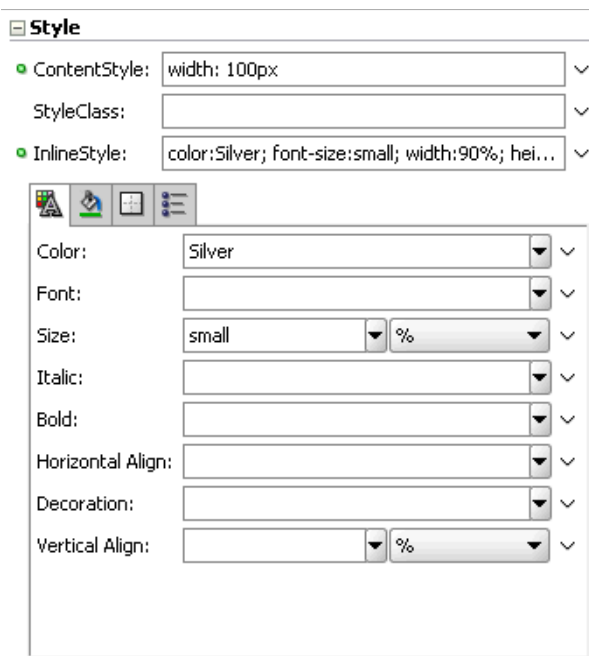 Style
ContentStyle: width: 100px
StyleClass:
InlineStyle: color:Silver; font-size:small; width:90%; hei...
Color: Silver
Font:
Size: small %
Italic:
Bold:
Horizontal Align:
Decoration:
Vertical Align: %